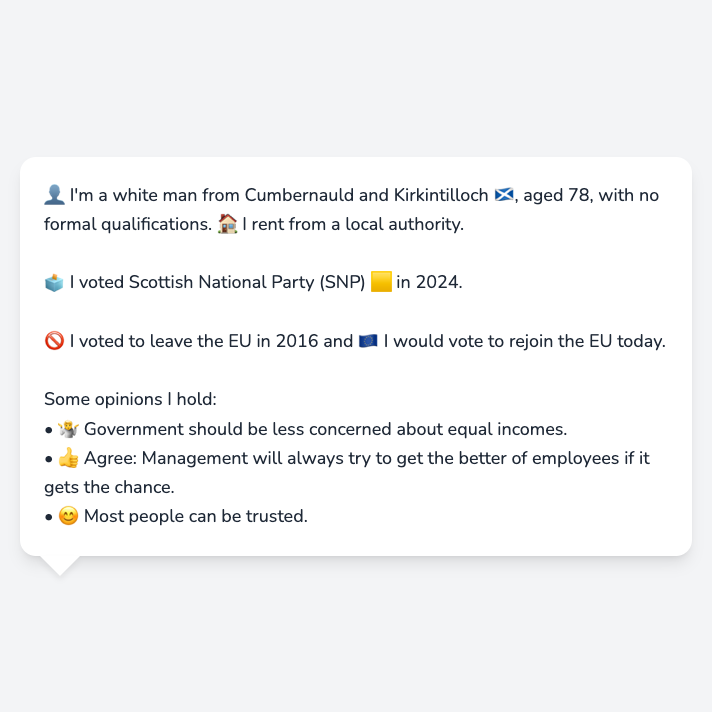 👤 I'm a white man from Cumbernauld and Kirkintilloch 🏴󠁧󠁢󠁳󠁣󠁴󠁿, aged 78, with no
formal qualifications. 🏠 I rent from a local authority.
🗳️ I voted Scottish National Party (SNP) 🟨 in 2024.
🚫 I voted to leave the EU in 2016 and 🇪🇺 I would vote to rejoin the EU today.
Some opinions I hold:
• 🤷 Government should be less concerned about equal incomes.
• 👍 Agree: Management will always try to get the better of employees if it
gets the chance.
• 😊 Most people can be trusted.